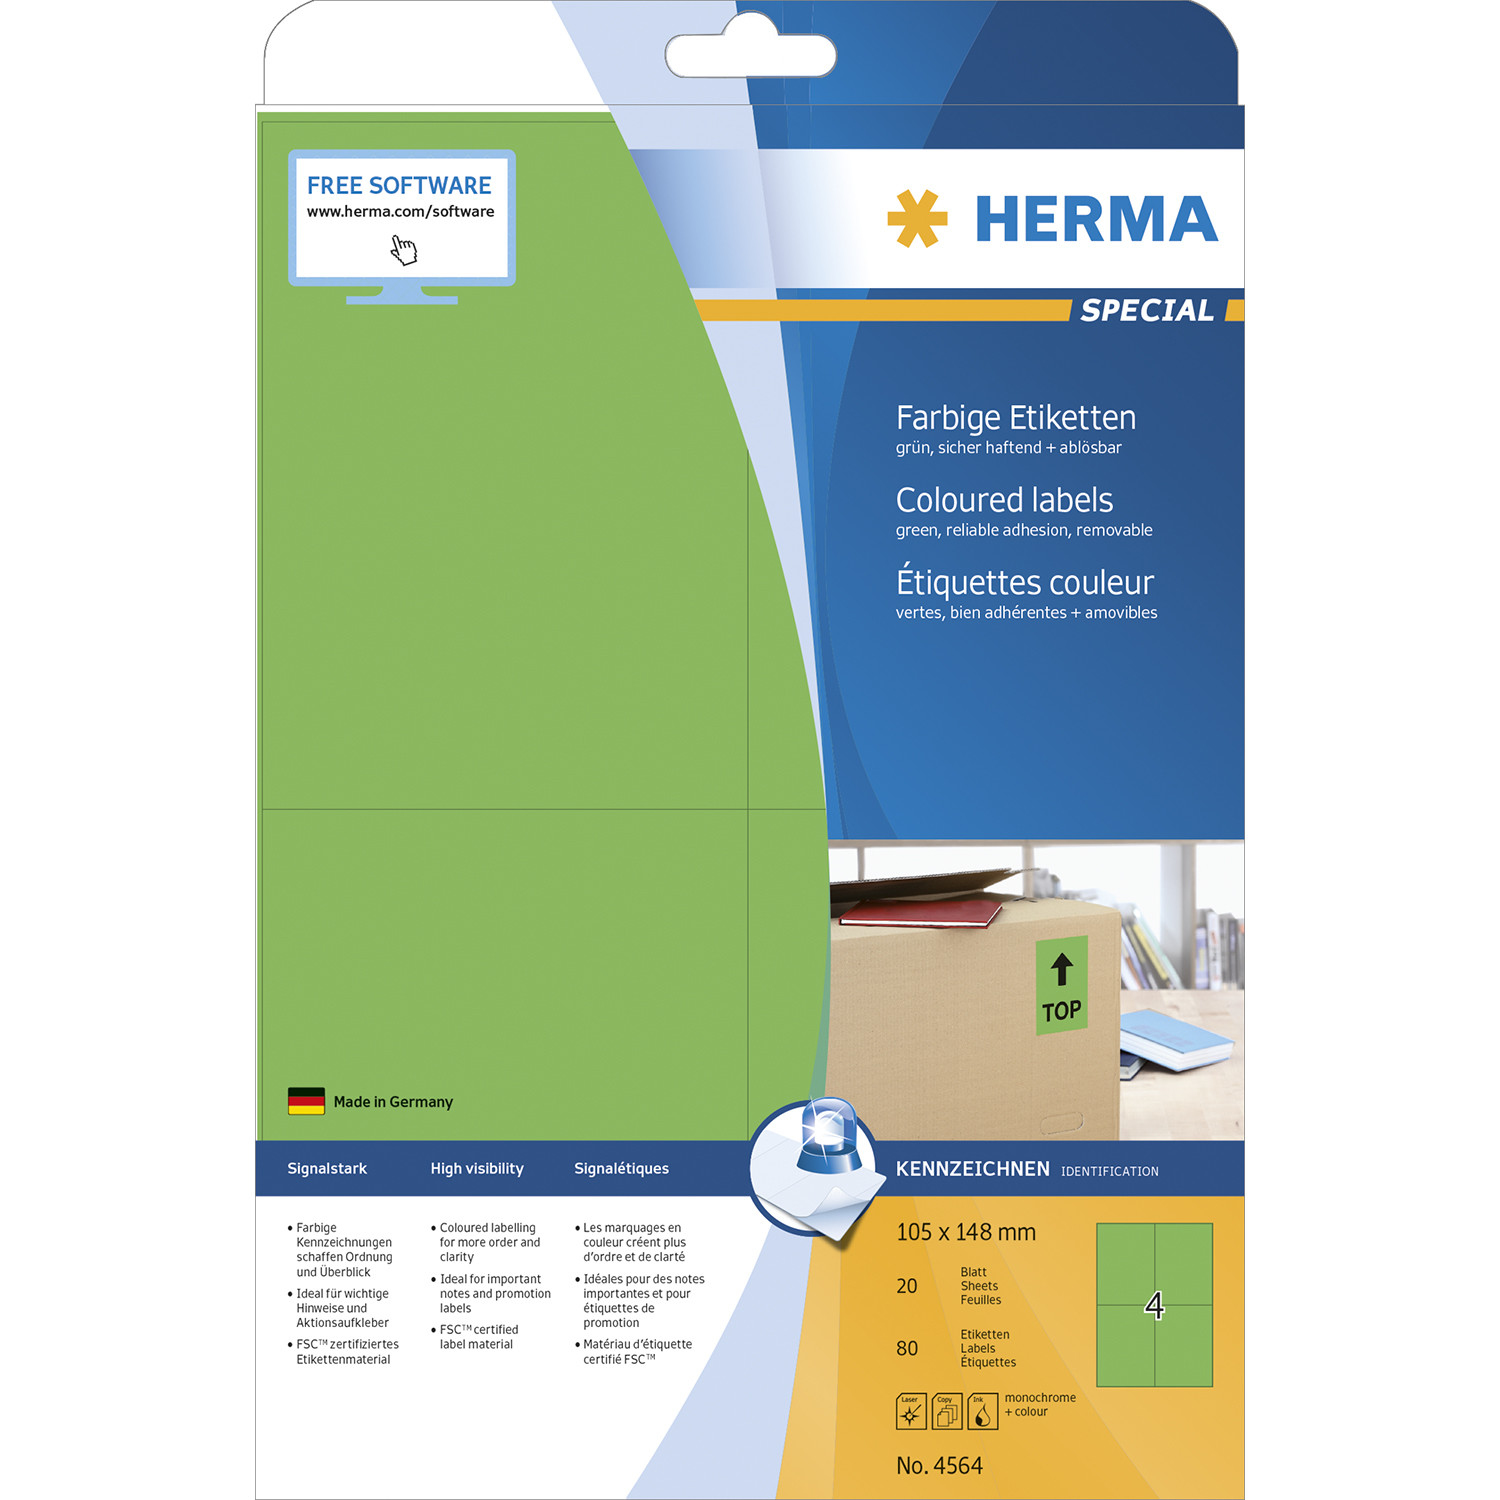 FREE SOFTWARE
www.herma.com/software
HERMA
SPECIAL
Farbige Etiketten
grün, sicher haftend + ablösbar
Coloured labels
green, reliable adhesion, removable
Étiquettes couleur
vertes, bien adhérentes + amovibles
TOP
Made in Germany
Signalstark
• Farbige
Kennzeichnungen
schaffen Ordnung
und Überblick
• Ideal für wichtige
Hinweise und
Aktionsaufkleber
• FSC™ zertifiziertes
Etikettenmaterial
High visibility
• Coloured labelling
for more order and
clarity
• Ideal for important
notes and promotion
labels
• FSC™ certified
label material
Signalétiques
• Les marquages en
couleur créent plus
d'ordre et de clarté
• Idéales pour des notes
importantes et pour
étiquettes de
promotion
• Matériau d'étiquette
certifié FSC™
KENNZEICHNEN IDENTIFICATION
105 x 148 mm
20 Blatt
Sheets
Feuilles
80 Etiketten
Labels
Étiquettes
4
Laser Copy Ink
monochrome
+ colour
No. 4564